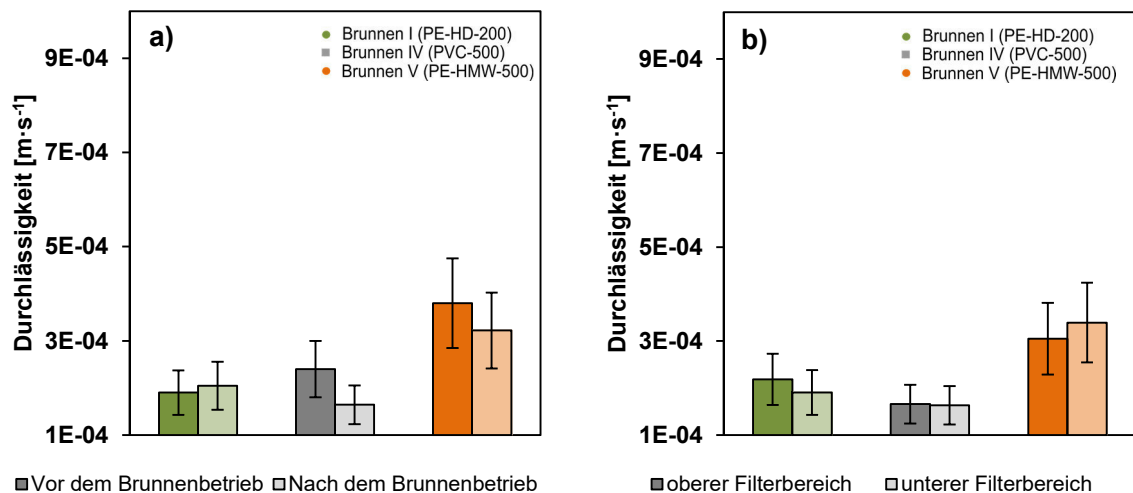 a)
Brunnen I (PE-HD-200)
Brunnen IV (PVC-500)
Brunnen V (PE-HMW-500)
Durchlässigkeit [m·s⁻¹]
9E-04
7E-04
5E-04
3E-04
1E-04
Vor dem Brunnenbetrieb Nach dem Brunnenbetrieb
b)
Brunnen I (PE-HD-200)
Brunnen IV (PVC-500)
Brunnen V (PE-HMW-500)
Durchlässigkeit [m·s⁻¹]
9E-04
7E-04
5E-04
3E-04
1E-04
oberer Filterbereich unterer Filterbereich